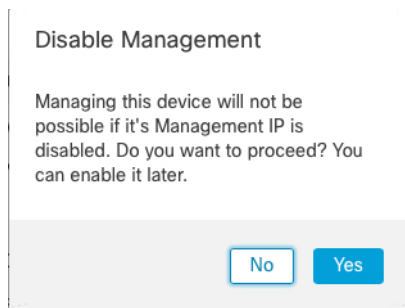 Disable Management
Managing this device will not be
possible if it's Management IP is
disabled. Do you want to proceed? You
can enable it later.
No
Yes